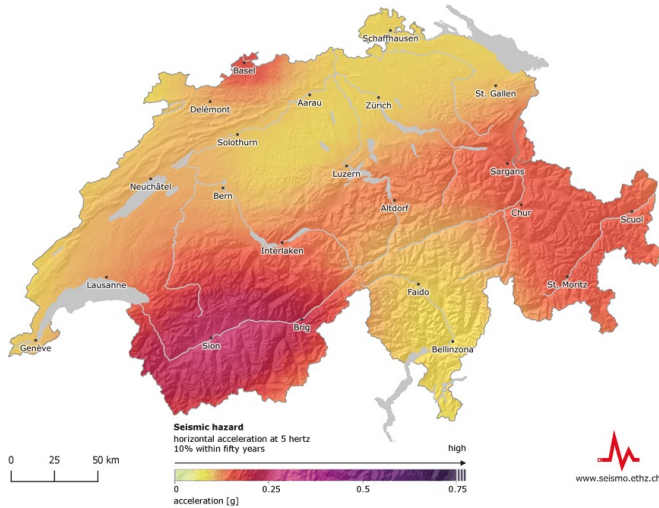 Schaffhausen
Basel
St. Gallen
Aarau
Zürich
Delémont
Solothurn
Sargans
Luzern
Neuchâtel
Bern
Altdorf
Chur
Scuol
Interlaken
Lausanne
Faido
St. Moritz
Brig
Sion
Genève
Bellinzona
Seismic hazard
horizontal acceleration at 5 hertz
10% within fifty years
high
0 25 50 km
0 0.25 0.5 0.75
acceleration [g]
www.seismo.ethz.ch